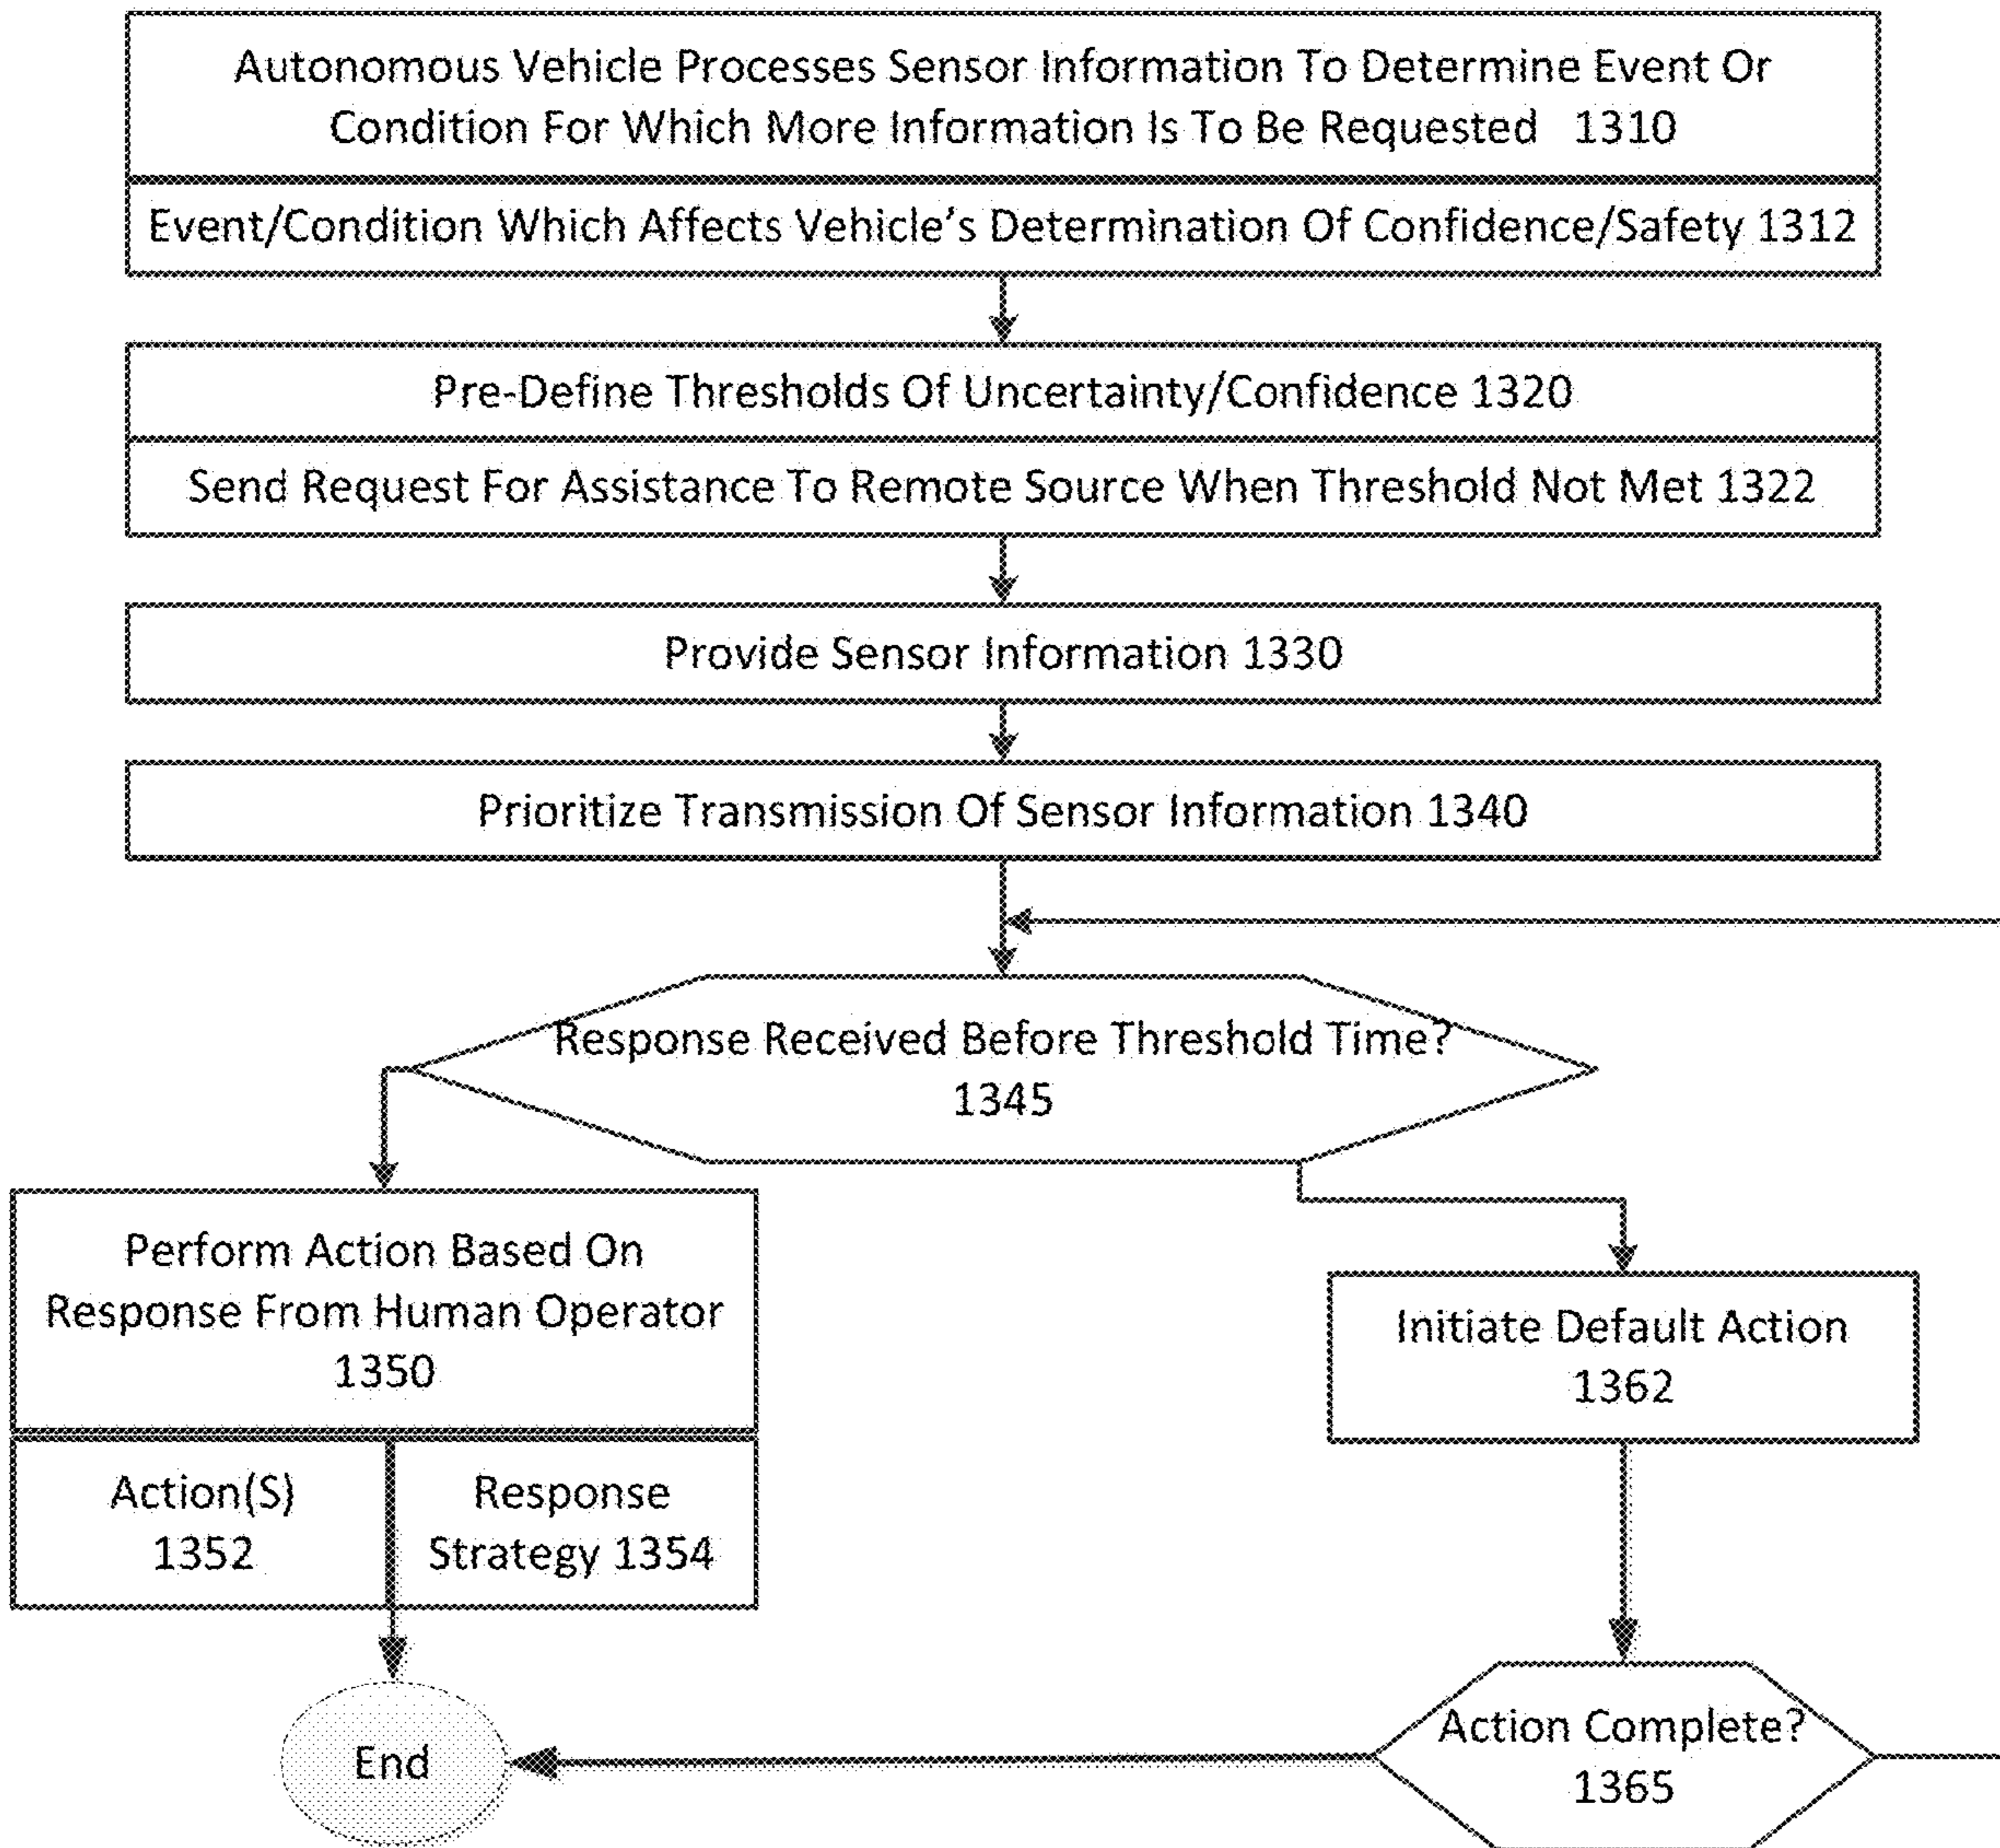 Autonomous Vehicle Processes Sensor Information To Determine Event Or
Condition For Which More Information Is To Be Requested 1310
Event/Condition Which Affects Vehicle's Determination Of Confidence/Safety 1312
Pre-Define Thresholds Of Uncertainty/Confidence 1320
Send Request For Assistance To Remote Source When Threshold Not Met 1322
Provide Sensor Information 1330
Prioritize Transmission Of Sensor Information 1340
Response Received Before Threshold Time?
1345
Perform Action Based On
Response From Human Operator
1350
Action(S)
1352
Response
Strategy 1354
Initiate Default Action
1362
Action Complete?
1365
End